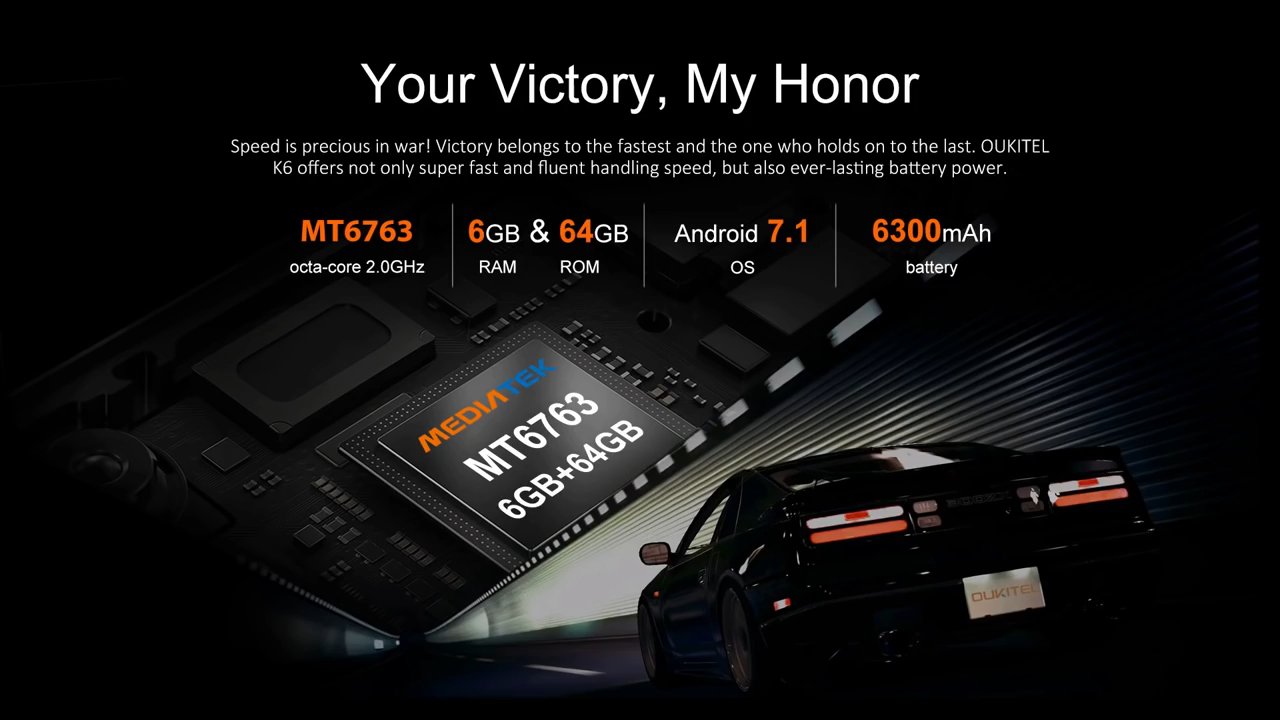 Your Victory, My Honor
Speed is precious in war! Victory belongs to the fastest and the one who holds on to the last. OUKITEL
K6 offers not only super fast and fluent handling speed, but also ever-lasting battery power.
MT6763
octa-core 2.0GHz
6GB & 64GB
RAM ROM
Android 7.1
OS
6300mAh
battery
MEDIATEK
MT6763
6GB+64GB
OUKITEL